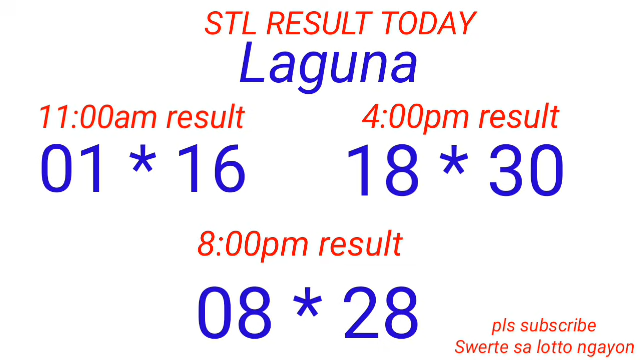 STL RESULT TODAY
Laguna
11:00am result
01 * 16
4:00pm result
18 * 30
8:00pm result
08 * 28
pls subscribe
Swerte sa lotto ngayon